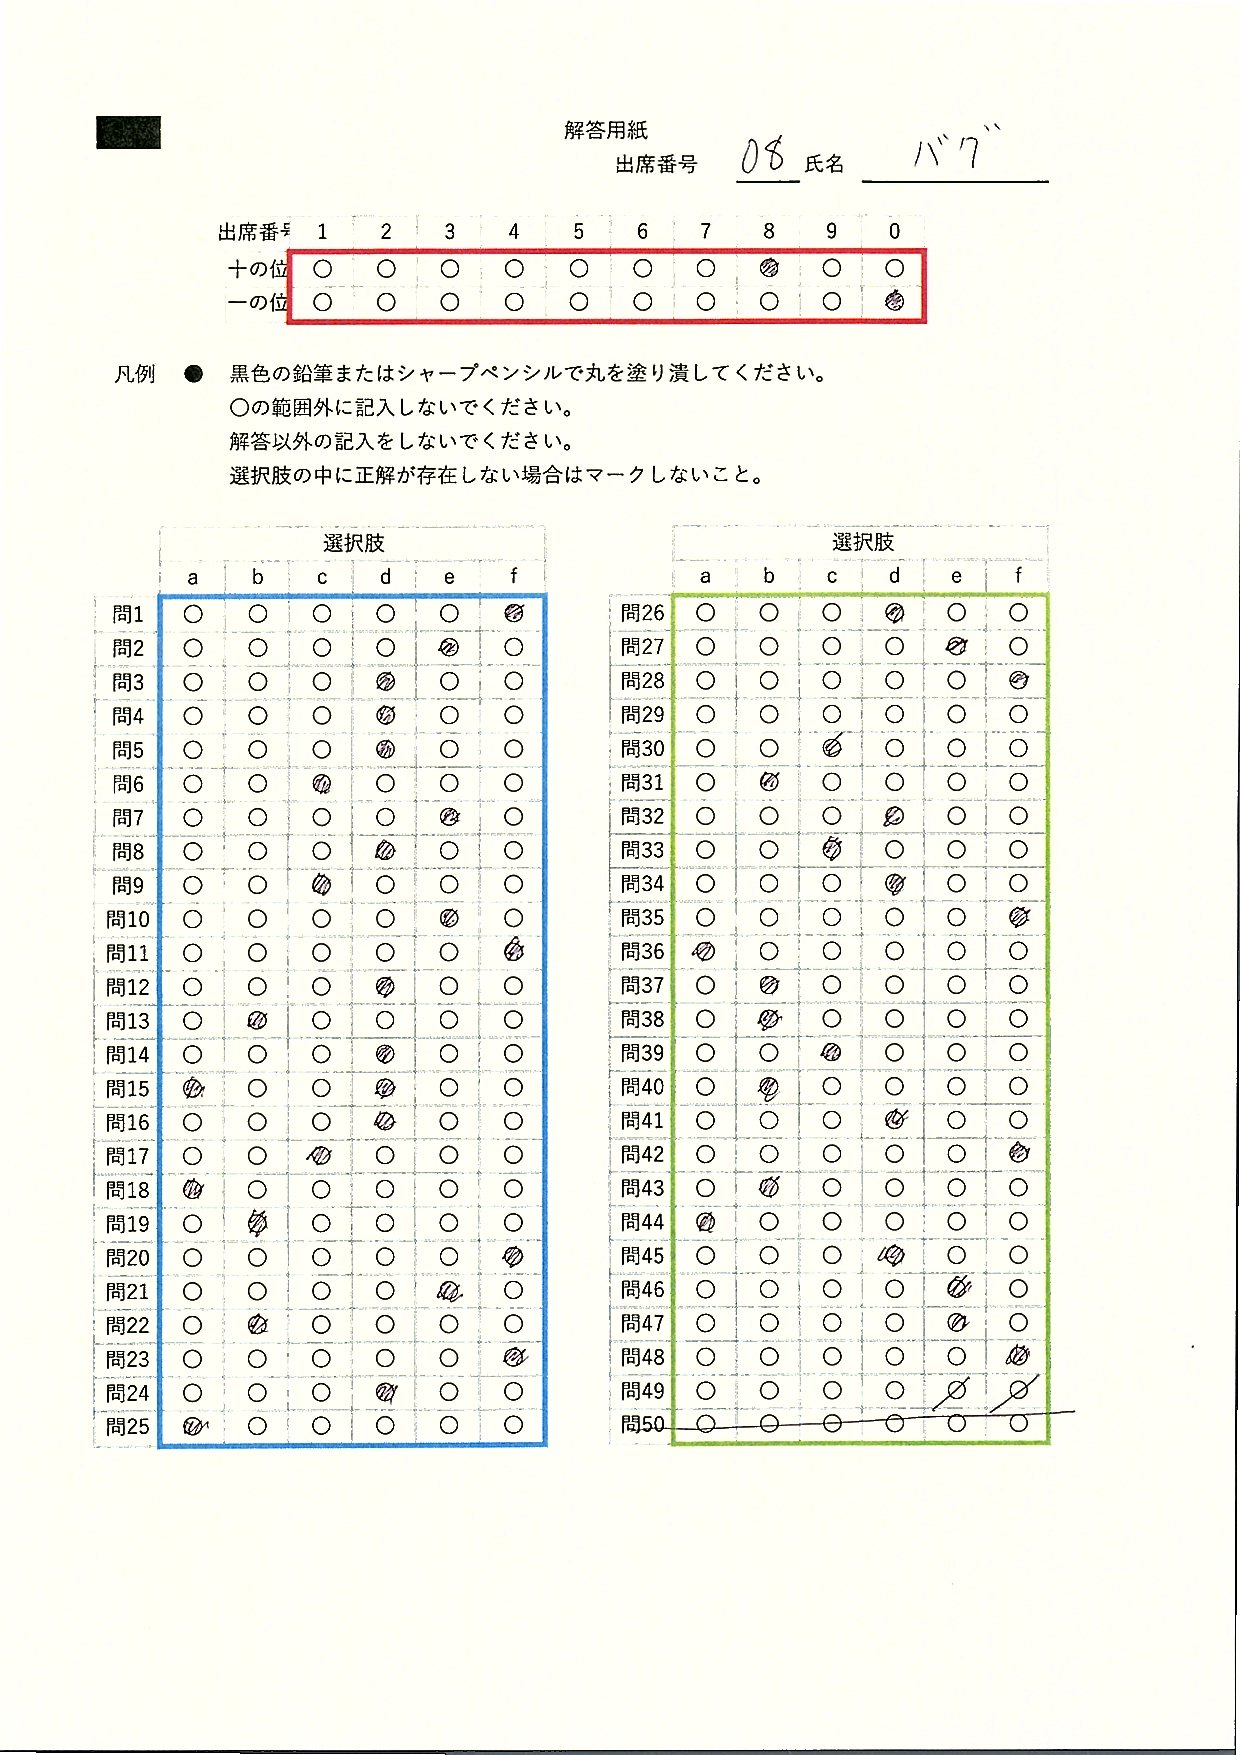 解答用紙
出席番号 08 氏名 バグ
出席番号 1 2 3 4 5 6 7 8 9 0
十の位 ○ ○ ○ ○ ○ ○ ○ ● ○ ○
一の位 ○ ○ ○ ○ ○ ○ ○ ○ ○ ●
凡例 ● 黒色の鉛筆またはシャープペンシルで丸を塗り潰してください。
○の範囲外に記入しないでください。
解答以外の記入をしないでください。
選択肢の中に正解が存在しない場合はマークしないこと。
選択肢
a b c d e f
問1 ○ ○ ○ ○ ○ ●
問2 ○ ○ ○ ○ ● ○
問3 ○ ○ ○ ● ○ ○
問4 ○ ○ ○ ● ○ ○
問5 ○ ○ ○ ● ○ ○
問6 ○ ○ ● ○ ○ ○
問7 ○ ○ ○ ○ ● ○
問8 ○ ○ ○ ● ○ ○
問9 ○ ○ ● ○ ○ ○
問10 ○ ○ ○ ○ ● ○
問11 ○ ○ ○ ○ ○ ●
問12 ○ ○ ○ ● ○ ○
問13 ○ ● ○ ○ ○ ○
問14 ○ ○ ○ ● ○ ○
問15 ● ○ ○ ● ○ ○
問16 ○ ○ ○ ● ○ ○
問17 ○ ○ ● ○ ○ ○
問18 ● ○ ○ ○ ○ ○
問19 ○ ● ○ ○ ○ ○
問20 ○ ○ ○ ○ ○ ●
問21 ○ ○ ○ ○ ● ○
問22 ○ ● ○ ○ ○ ○
問23 ○ ○ ○ ○ ○ ●
問24 ○ ○ ○ ● ○ ○
問25 ● ○ ○ ○ ○ ○
選択肢
a b c d e f
問26 ○ ○ ○ ● ○ ○
問27 ○ ○ ○ ○ ● ○
問28 ○ ○ ○ ○ ○ ●
問29 ○ ○ ○ ○ ○ ○
問30 ○ ○ ● ○ ○ ○
問31 ○ ● ○ ○ ○ ○
問32 ○ ○ ○ ● ○ ○
問33 ○ ○ ● ○ ○ ○
問34 ○ ○ ○ ● ○ ○
問35 ○ ○ ○ ○ ○ ●
問36 ● ○ ○ ○ ○ ○
問37 ○ ● ○ ○ ○ ○
問38 ○ ● ○ ○ ○ ○
問39 ○ ○ ● ○ ○ ○
問40 ○ ● ○ ○ ○ ○
問41 ○ ○ ○ ● ○ ○
問42 ○ ○ ○ ○ ○ ●
問43 ○ ● ○ ○ ○ ○
問44 ● ○ ○ ○ ○ ○
問45 ○ ○ ○ ● ○ ○
問46 ○ ○ ○ ○ ● ○
問47 ○ ○ ○ ○ ● ○
問48 ○ ○ ○ ○ ○ ●
問49 ○ ○ ○ ○ ○ ○
問50 ○ ○ ○ ○ ○ ○